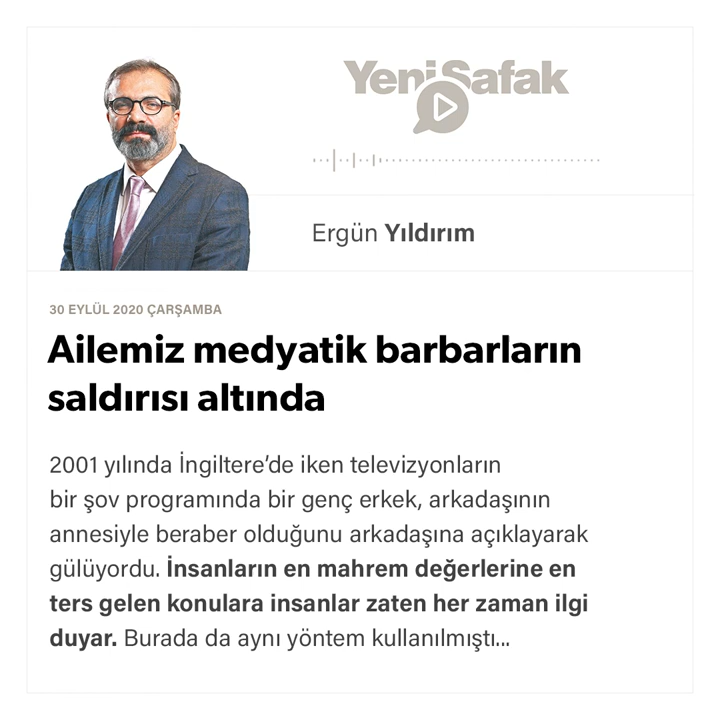 Yeni Şafak
Ergün Yıldırım
30 EYLÜL 2020 ÇARŞAMBA
Ailemiz medyatik barbarların
saldırısı altında
2001 yılında İngiltere’de iken televizyonların
bir şov programında bir genç erkek, arkadaşının
annesiyle beraber olduğunu arkadaşına açıklayarak
gülüyordu. İnsanların en mahrem değerlerine en
ters gelen konulara insanlar zaten her zaman ilgi
duyar. Burada da aynı yöntem kullanılmıştı...